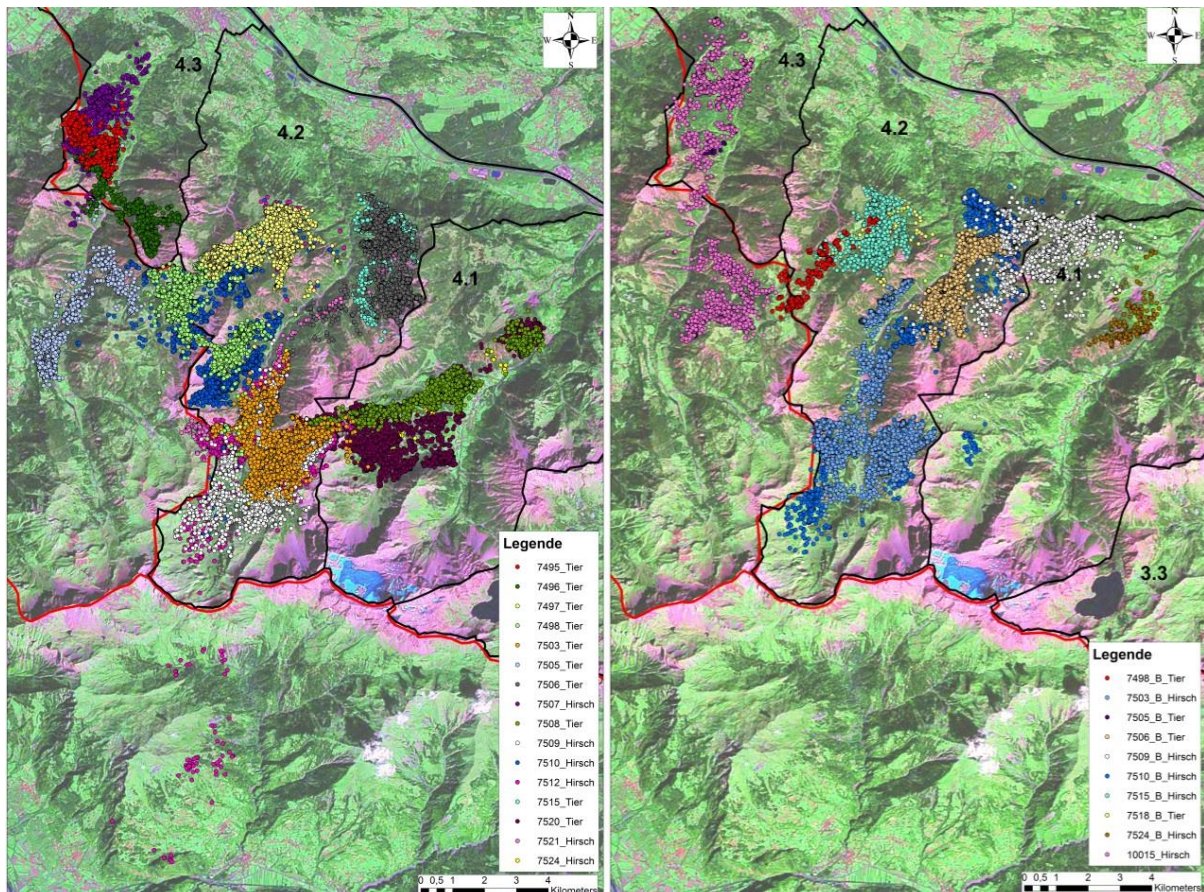 N
W E
S
4.3
4.2
4.1
Legende
7495_Tier
7496_Tier
7497_Tier
7498_Tier
7503_Tier
7505_Tier
7506_Tier
7507_Hirsch
7508_Tier
7509_Hirsch
7510_Hirsch
7512_Hirsch
7515_Tier
7520_Tier
7521_Hirsch
7524_Hirsch
0 0,5 1 2 3 4
Kilometers
N
W E
S
4.3
4.2
4.1
3.3
Legende
7498_B_Tier
7503_B_Hirsch
7505_B_Tier
7506_B_Tier
7509_B_Hirsch
7510_B_Hirsch
7515_B_Hirsch
7518_B_Tier
7524_B_Hirsch
10015_Hirsch
0 0,5 1 2 3 4
Kilometers